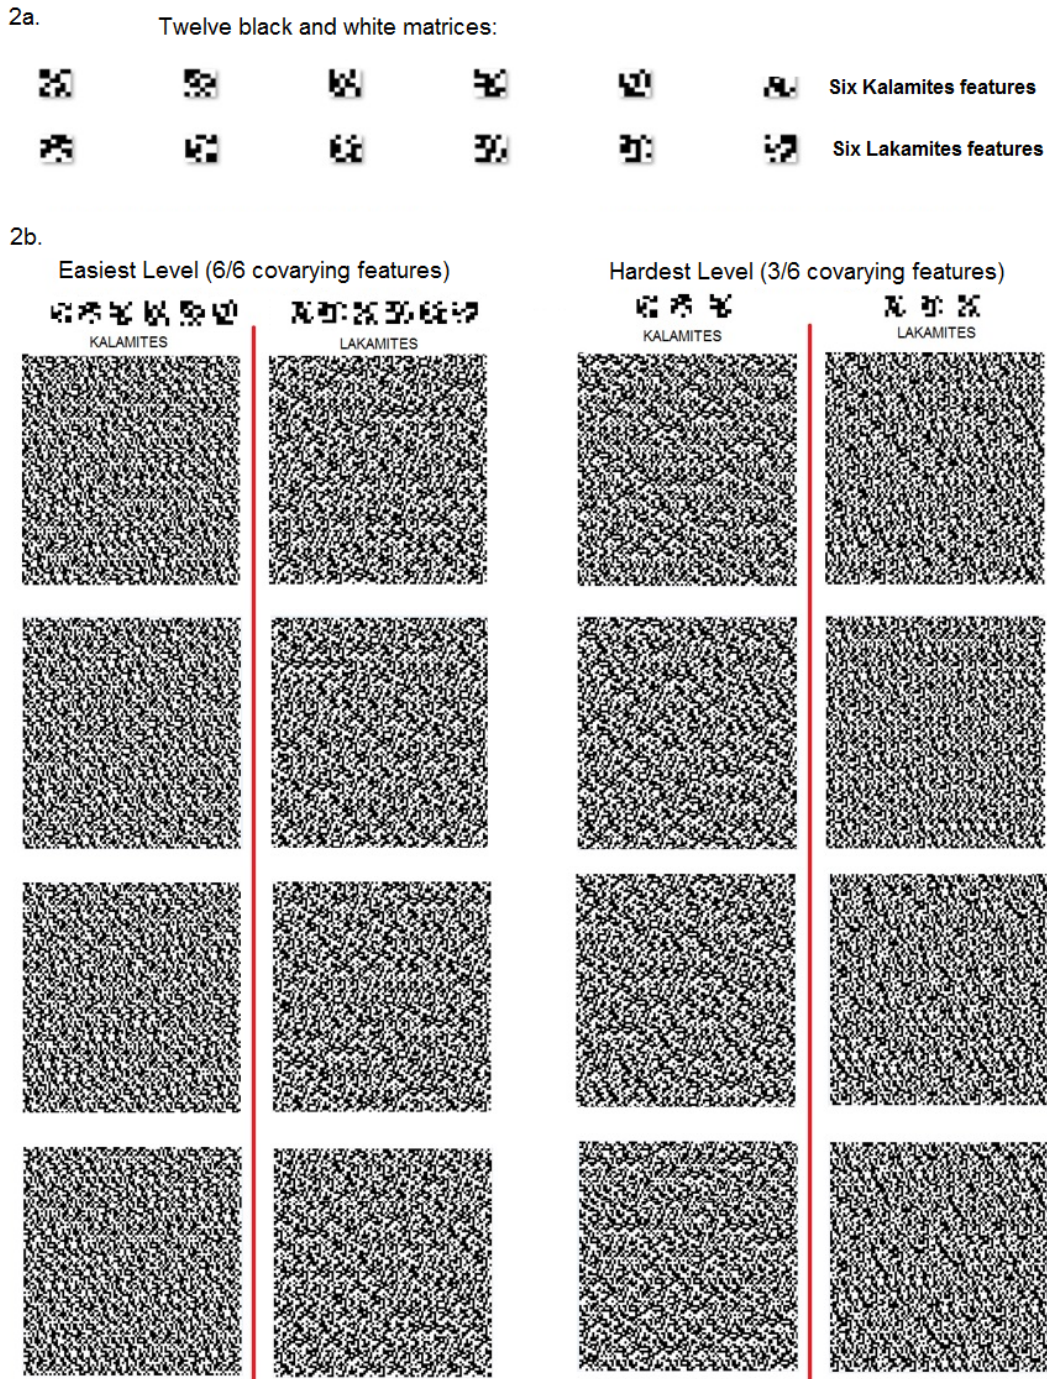 2a.
Twelve black and white matrices:
Six Kalamites features
Six Lakamites features
2b.
Easiest Level (6/6 covarying features)
Hardest Level (3/6 covarying features)
KALAMITES
LAKAMITES
KALAMITES
LAKAMITES